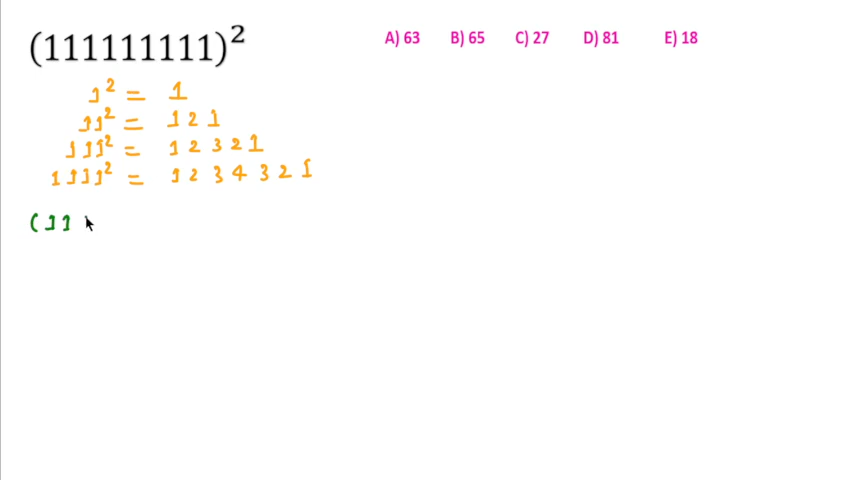 (111111111)² A) 63 B) 65 C) 27 D) 81 E) 18
1² = 1
11² = 121
111² = 12321
1111² = 1234321
(11